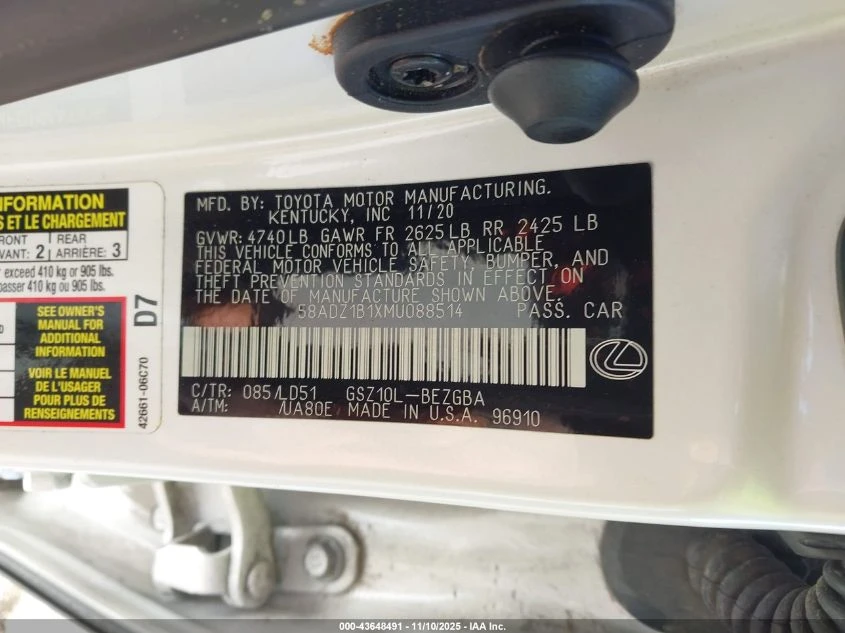 INFORMATION
S ET LE CHARGEMENT
FRONT REAR
VANT: 2 ARRIÈRE: 3
exceed 410 kg or 905 lbs.
passer 410 kg ou 905 lbs.
SEE OWNER'S
MANUAL FOR
ADDITIONAL
INFORMATION
VOIR LE MANUEL
DE L'USAGER
POUR PLUS DE
RENSEIGNEMENTS
D7
42661-06C70
MFD. BY: TOYOTA MOTOR MANUFACTURING.
KENTUCKY, INC 11/20
GVWR: 4740LB GAWR FR 2625LB RR 2425 LB
THIS VEHICLE CONFORMS TO ALL APPLICABLE
FEDERAL MOTOR VEHICLE SAFETY, BUMPER, AND
THEFT PREVENTION STANDARDS IN EFFECT ON
THE DATE OF MANUFACTURE SHOWN ABOVE.
58ADZ1B1XMU088514 PASS. CAR
C/TR: 085/LD51 GSZ10L-BEZGBA
A/TM: /UA80E MADE IN U.S.A. 96910
000-43648491 - 11/10/2025 - IAA Inc.